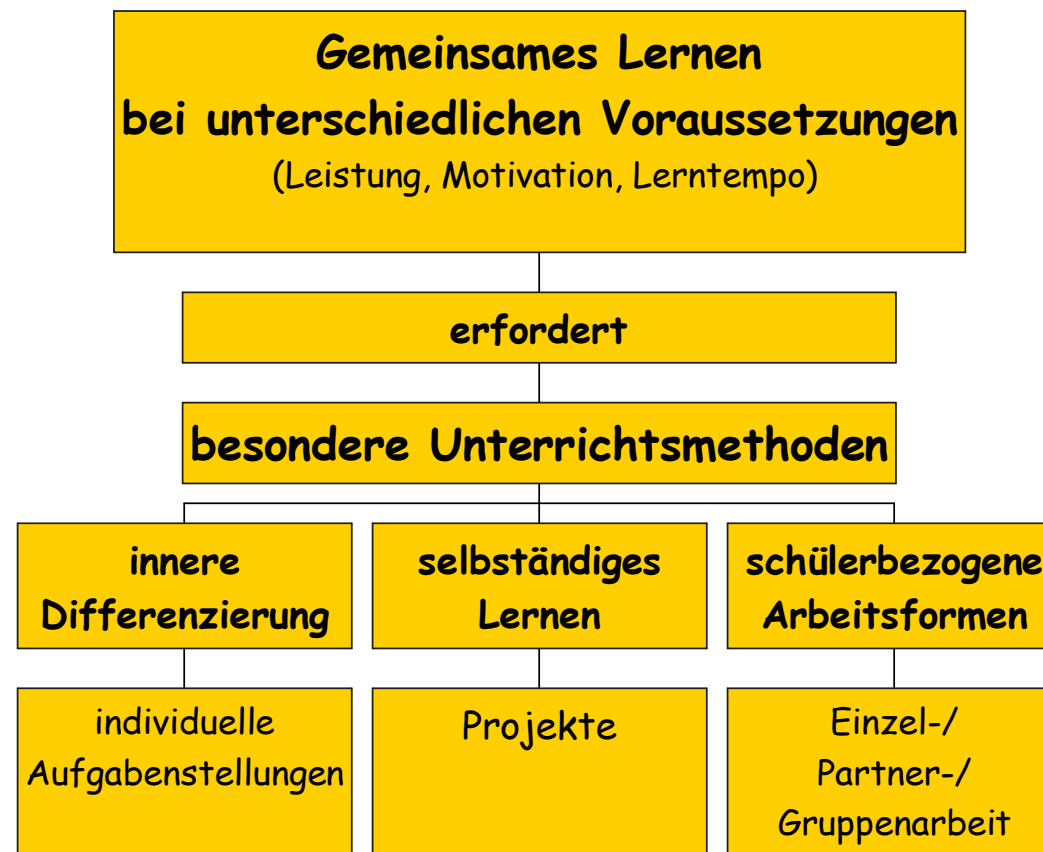 Gemeinsames Lernen
bei unterschiedlichen Voraussetzungen
(Leistung, Motivation, Lerntempo)
erfordert
besondere Unterrichtsmethoden
innere
Differenzierung
selbständiges
Lernen
schülerbezogene
Arbeitsformen
individuelle
Aufgabenstellungen
Projekte
Einzel-/
Partner-/
Gruppenarbeit